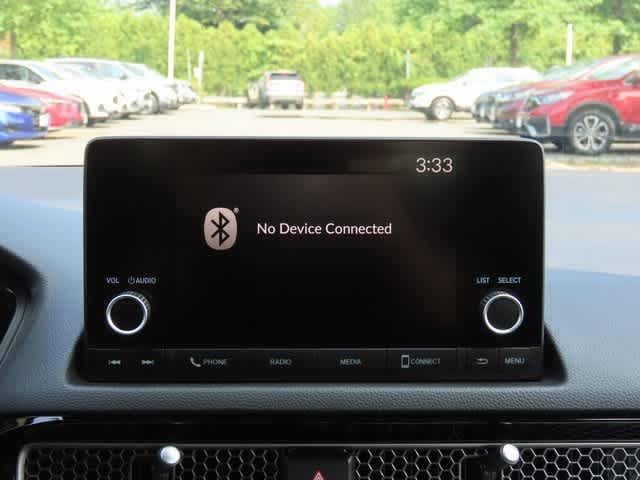 3:33
®
No Device Connected
VOL AUDIO
LIST SELECT
PHONE RADIO MEDIA CONNECT MENU